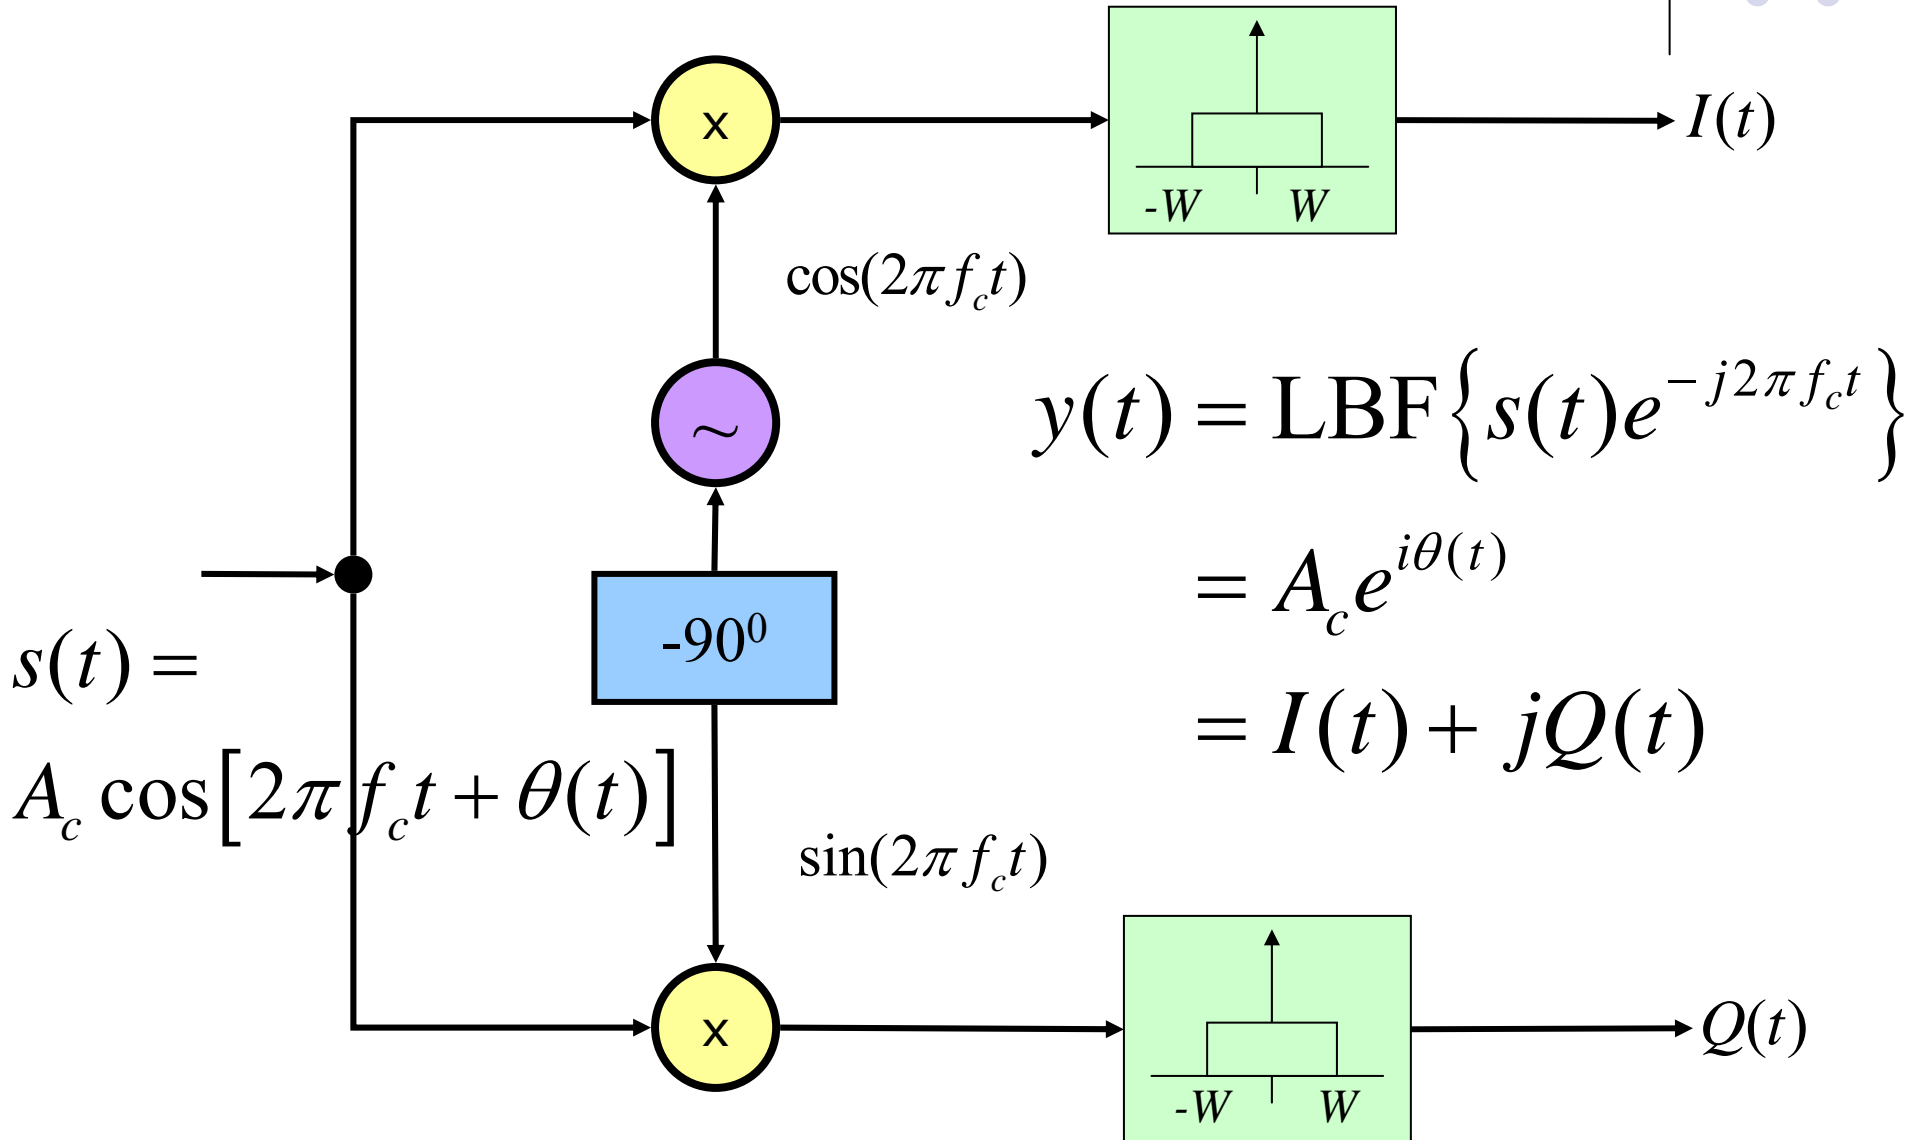 x
I(t)
-W W
cos(2πf_c t)
~
y(t) = LBF{s(t)e^{-j2πf_c t}}
= A_c e^{iθ(t)}
-90^0
s(t) =
= I(t) + jQ(t)
A_c cos[2πf_c t + θ(t)]
sin(2πf_c t)
x
Q(t)
-W W